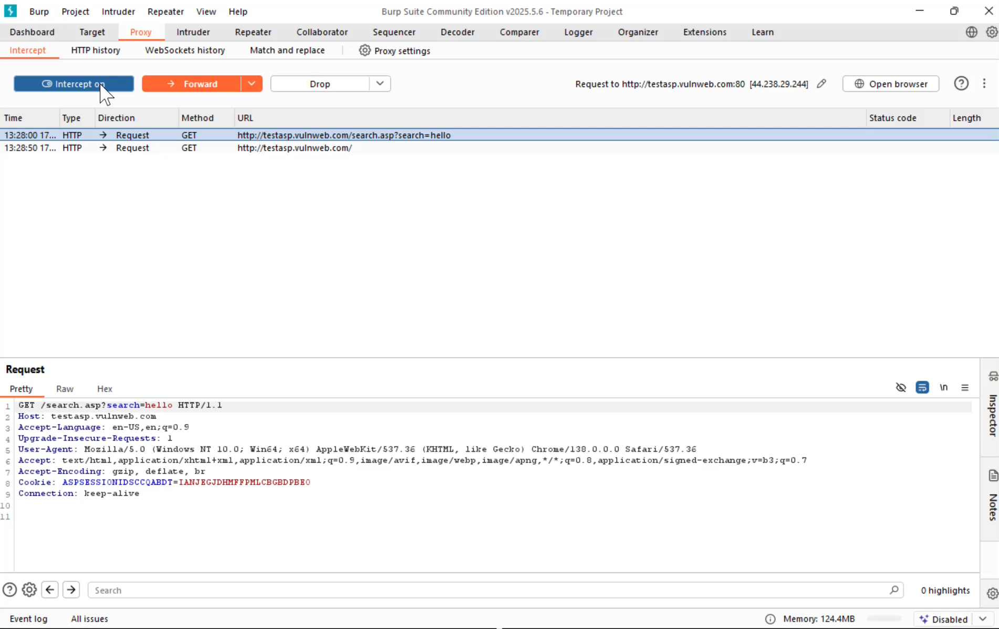 Burp Project Intruder Repeater View Help Burp Suite Community Edition v2025.5.6 - Temporary Project
Dashboard Target Proxy Intruder Repeater Collaborator Sequencer Decoder Comparer Logger Organizer Extensions Learn
Intercept HTTP history WebSockets history Match and replace Proxy settings
Intercept on Forward Drop Request to http://testasp.vulnweb.com:80 [44.238.29.244] Open browser
Time Type Direction Method URL Status code Length
13:28:00 17... HTTP → Request GET http://testasp.vulnweb.com/search.asp?search=hello
13:28:50 17... HTTP → Request GET http://testasp.vulnweb.com/
Request
Pretty Raw Hex \n
1 GET /search.asp?search=hello HTTP/1.1
2 Host: testasp.vulnweb.com
3 Accept-Language: en-US,en;q=0.9
4 Upgrade-Insecure-Requests: 1
5 User-Agent: Mozilla/5.0 (Windows NT 10.0; Win64; x64) AppleWebKit/537.36 (KHTML, like Gecko) Chrome/138.0.0.0 Safari/537.36
6 Accept: text/html,application/xhtml+xml,application/xml;q=0.9,image/avif,image/webp,image/apng,*/*;q=0.8,application/signed-exchange;v=b3;q=0.7
7 Accept-Encoding: gzip, deflate, br
8 Cookie: ASPSESSIONIDSCCQABDT=IANJEGJDHMFFPMLCBGBDPBEO
9 Connection: keep-alive
10
11
Inspector
Notes
Search 0 highlights
Event log All issues Memory: 124.4MB Disabled